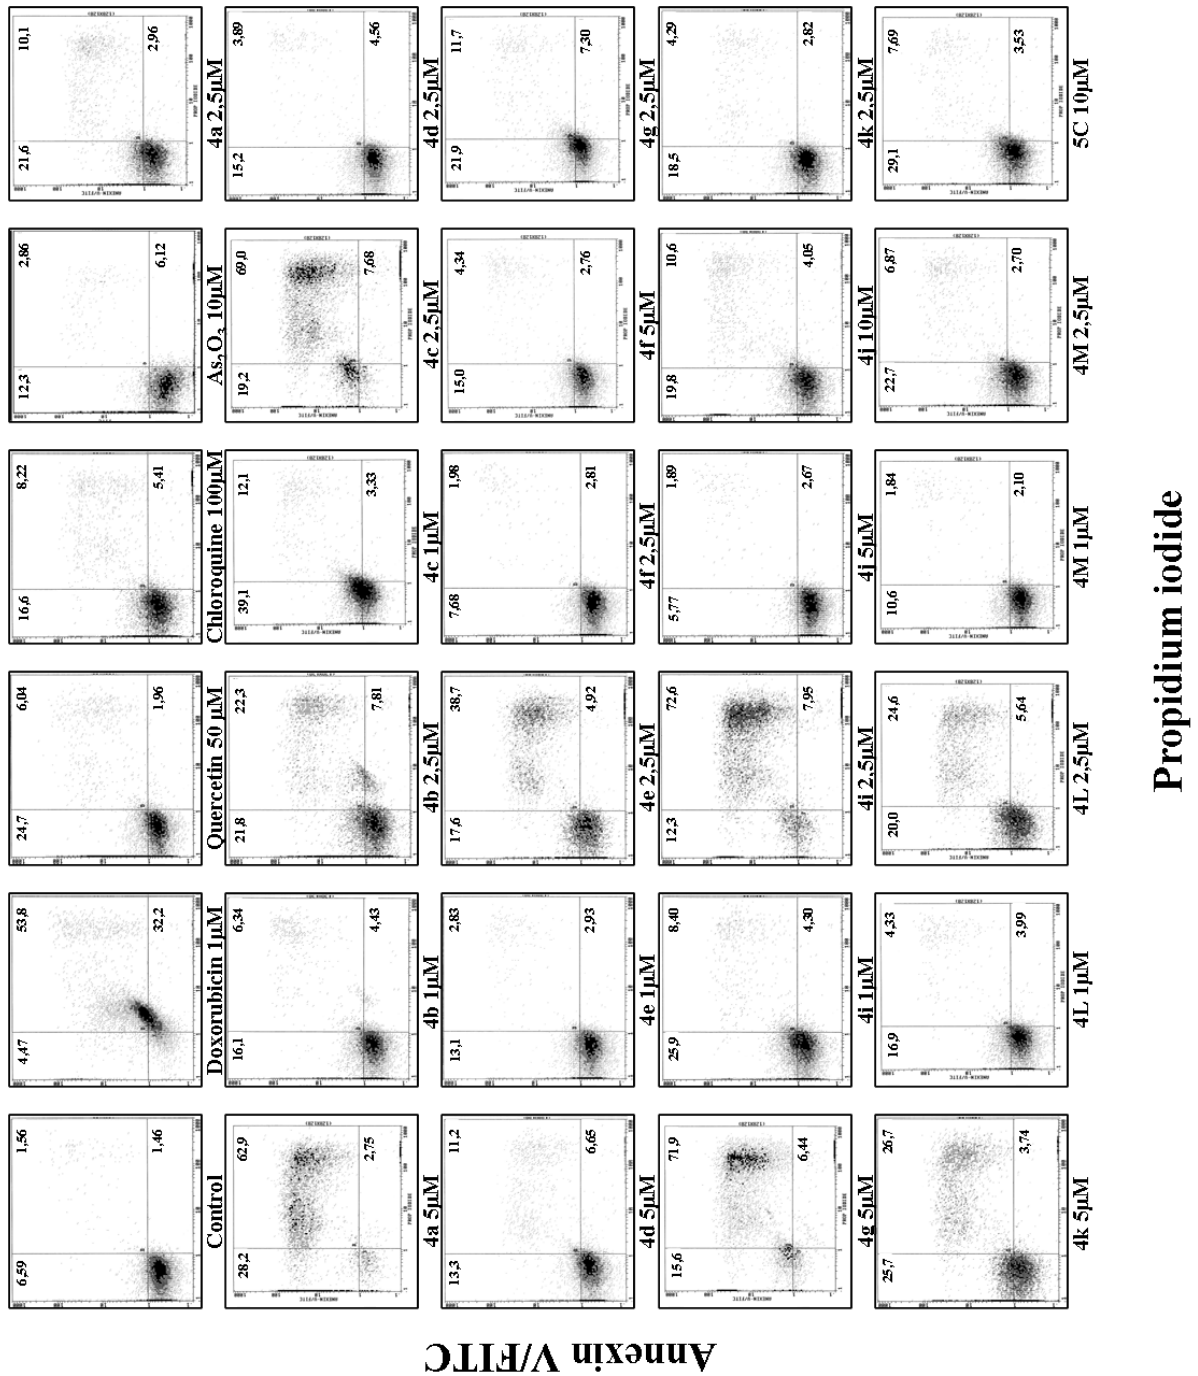 Annexin V/FITC
6,59 1,56 4,47 53,8 24,7 6,04 16,6 8,22 12,3 2,86 21,6 10,1
1,46 32,2 1,96 5,41 6,12 2,96
Control Doxorubicin 1µM Quercetin 50 µM Chloroquine 100µM As₂O₃ 10µM 4a 2,5µM
28,2 62,9 16,1 6,34 21,8 22,3 39,1 12,1 19,2 69,0 15,2 3,89
2,75 4,43 7,81 3,33 7,68 4,56
4a 5µM 4b 1µM 4b 2,5µM 4c 1µM 4c 2,5µM 4d 2,5µM
13,3 11,2 13,1 2,83 17,6 38,7 7,68 1,98 15,0 4,34 21,9 11,7
6,65 2,93 4,92 2,81 2,76 7,30
4d 5µM 4e 1µM 4e 2,5µM 4f 2,5µM 4f 5µM 4g 2,5µM
15,6 71,9 25,9 8,40 12,3 72,6 5,77 1,89 19,8 10,6 18,5 4,29
6,44 4,30 7,95 2,67 4,05 2,82
4g 5µM 4i 1µM 4i 2,5µM 4j 5µM 4j 10µM 4k 2,5µM
25,7 26,7 16,9 4,33 20,0 24,6 10,6 1,84 22,7 6,87 29,1 7,69
3,74 3,99 5,64 2,10 2,70 3,53
4k 5µM 4L 1µM 4L 2,5µM 4M 1µM 4M 2,5µM 5C 10µM
Propidium iodide